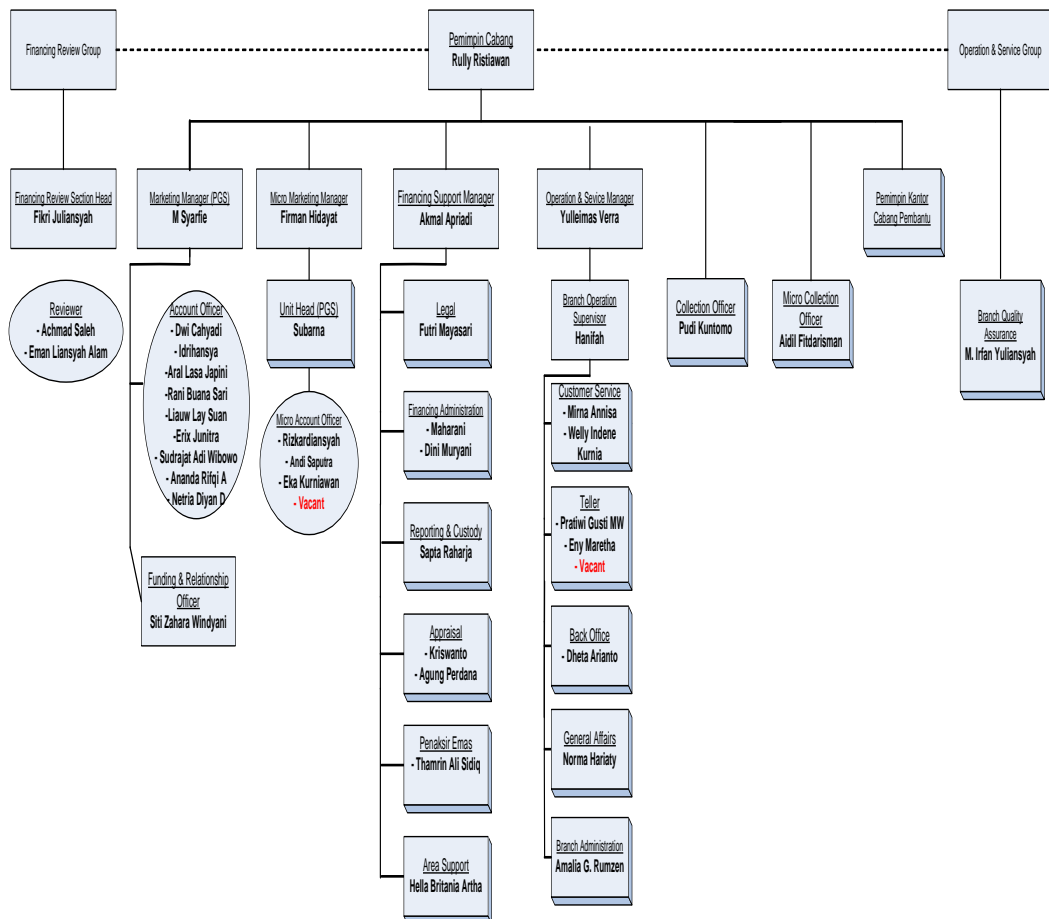 Financing Review Group
Pemimpin Cabang
Rully Ristiawan
Operation & Service Group
Financing Review Section Head
Fikri Juliansyah
Marketing Manager (PGS)
M Syarfie
Micro Marketing Manager
Firman Hidayat
Financing Support Manager
Akmal Apriadi
Operation & Sevice Manager
Yulleimas Verra
Pemimpin Kantor
Cabang Pembantu
Reviewer
- Achmad Saleh
- Eman Liansyah Alam
Account Officer
- Dwi Cahyadi
- Idrihansya
-Aral Lasa Japini
-Rani Buana Sari
-Liauw Lay Suan
-Erix Junitra
- Sudrajat Adi Wibowo
- Ananda Rifqi A
- Netria Diyan D
Unit Head (PGS)
Subarna
Legal
Futri Mayasari
Branch Operation
Supervisor
Hanifah
Collection Officer
Pudi Kuntomo
Micro Collection
Officer
Aidil Fitdarisman
Branch Quality
Assurance
M. Irfan Yuliansyah
Micro Account Officer
- Rizkardiansyah
- Andi Saputra
- Eka Kurniawan
- Vacant
Financing Administration
- Maharani
- Dini Muryani
Customer Service
- Mirna Annisa
- Welly Indene
Kurnia
Reporting & Custody
Sapta Raharja
Teller
- Pratiwi Gusti MW
- Eny Maretha
- Vacant
Funding & Relationship
Officer
Siti Zahara Windyani
Appraisal
- Kriswanto
- Agung Perdana
Back Office
- Dheta Arianto
Penaksir Emas
- Thamrin Ali Sidiq
General Affairs
Norma Hariaty
Area Support
Hella Britania Artha
Branch Administration
Amalia G. Rumzen